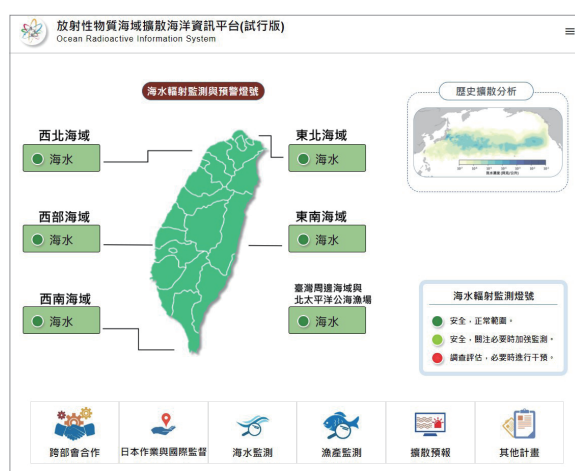 放射性物質海域擴散海洋資訊平台(試行版)
Ocean Radioactive Information System
海水輻射監測與預警燈號
歷史擴散分析
西北海域
海水
東北海域
海水
西部海域
海水
東南海域
海水
西南海域
海水
臺灣周邊海域與
北太平洋公海漁場
海水
海水輻射監測燈號
安全，正常範圍。
安全，關注必要時加強監測。
調查評估，必要時進行干預。
跨部會合作
日本作業與國際監督
海水監測
漁產監測
擴散預報
其他計畫